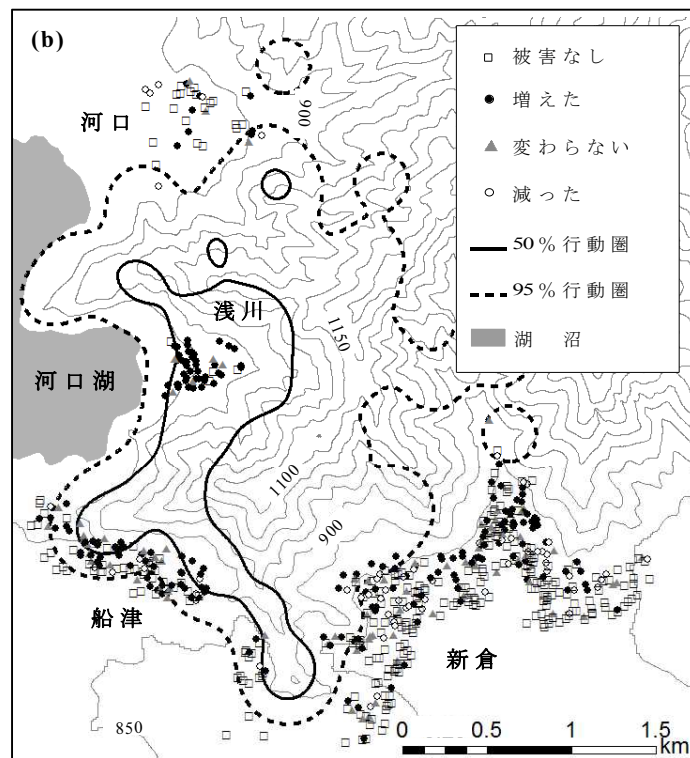 (b)
被害なし
増えた
変わらない
減った
50%行動圏
95%行動圏
湖沼
河口
900
浅川
1150
河口湖
1100
900
船津
新倉
850
0 0.5 1 1.5
km